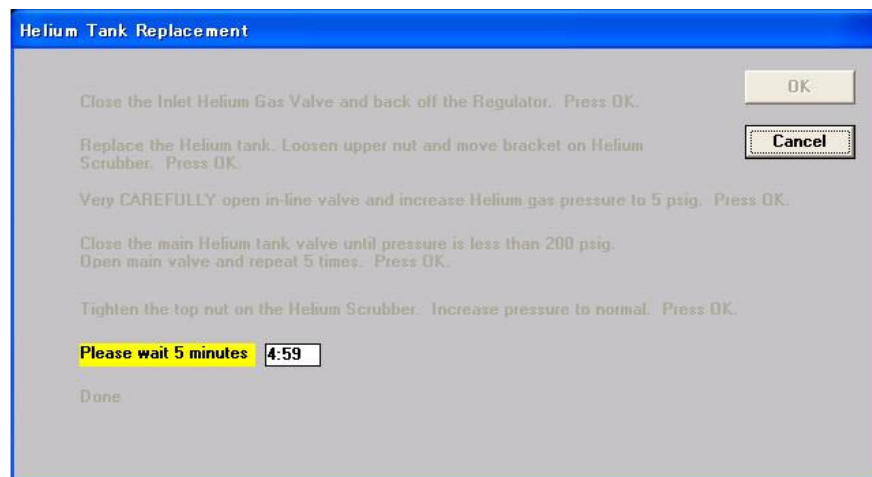 Helium Tank Replacement
OK
Close the Inlet Helium Gas Valve and back off the Regulator. Press OK.
Cancel
Replace the Helium tank. Loosen upper nut and move bracket on Helium
Scrubber. Press OK.
Very CAREFULLY open in-line valve and increase Helium gas pressure to 5 psig. Press OK.
Close the main Helium tank valve until pressure is less than 200 psig.
Open main valve and repeat 5 times. Press OK.
Tighten the top nut on the Helium Scrubber. Increase pressure to normal. Press OK.
Please wait 5 minutes 4:59
Done